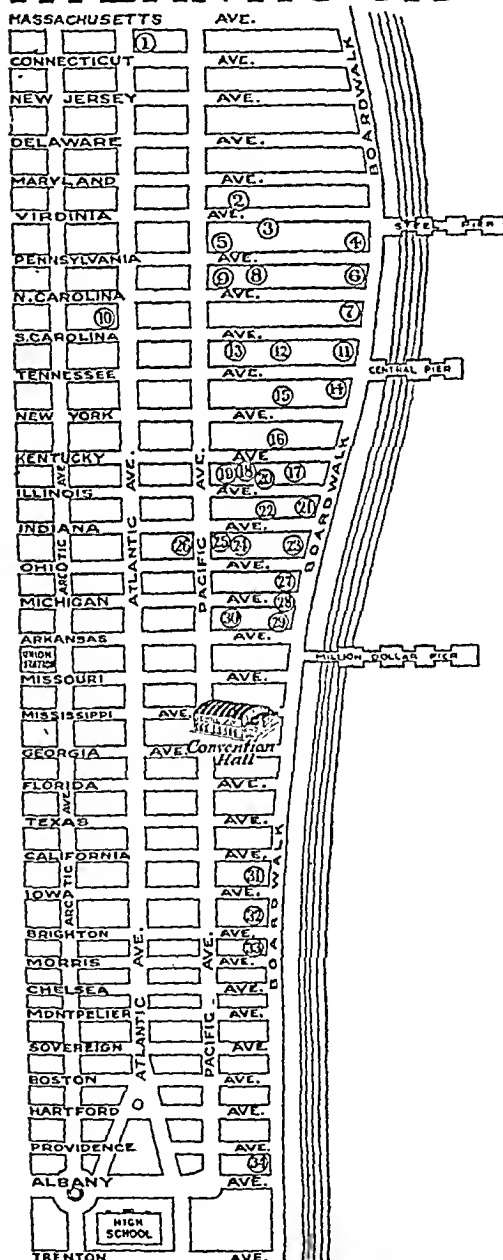 MASSACHUSETTS AVE.
1
CONNECTICUT AVE.
NEW JERSEY AVE.
DELAWARE AVE.
MARYLAND AVE.
2
VIRDINIA AVE.
3
5 4
STEEL PIER
PENNSYLVANIA AVE.
9 8 6
N. CAROLINA
10 7
S. CAROLINA AVE.
13 12 11
CENTRAL PIER
TENNESSEE AVE.
15 14
NEW YORK AVE.
16
KENTUCKY AVE
19 18 20 17
ILLINOIS AVE.
22 21
INDIANA AVE.
26 25 24 23
OHIO AVE.
27
MICHIGAN AVE.
28
30 29
ARKANSAS AVE.
UNION
STATION
MILLION DOLLAR PIER
MISSOURI AVE.
MISSISSIPPI AVE.
Convention
Hall
GEORGIA AVE.
FLORIDA AVE.
TEXAS AVE.
CALIFORNIA AVE.
31
IOWA AVE.
32
BRIGHTON AVE.
33
MORRIS AVE.
CHELSEA AVE.
MONTPELIER AVE.
SOVEREIGN AVE.
BOSTON AVE.
HARTFORD AVE.
PROVIDENCE AVE.
34
ALBANY AVE.
HIGH
SCHOOL
TRENTON AVE.
ARCTIC AVE
ATLANTIC AVE.
PACIFIC AVE.
BOARDWALK
BOARDWALK
ARCTIC AVE
ATLANTIC AVE.
PACIFIC AVE.
BOARDWALK